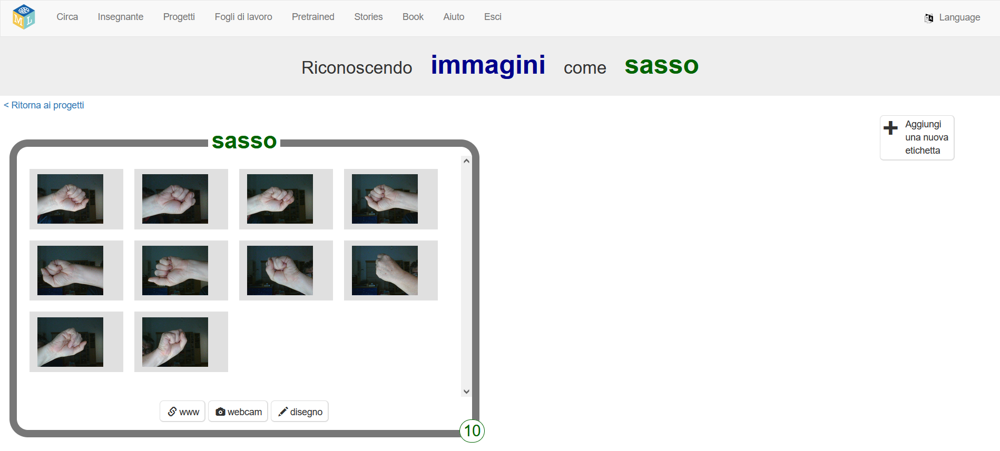 ML
Circa Insegnante Progetti Fogli di lavoro Pretrained Stories Book Aiuto Esci Language
Riconoscendo immagini come sasso
< Ritorna ai progetti
Aggiungi
una nuova
etichetta
sasso
www webcam disegno
10